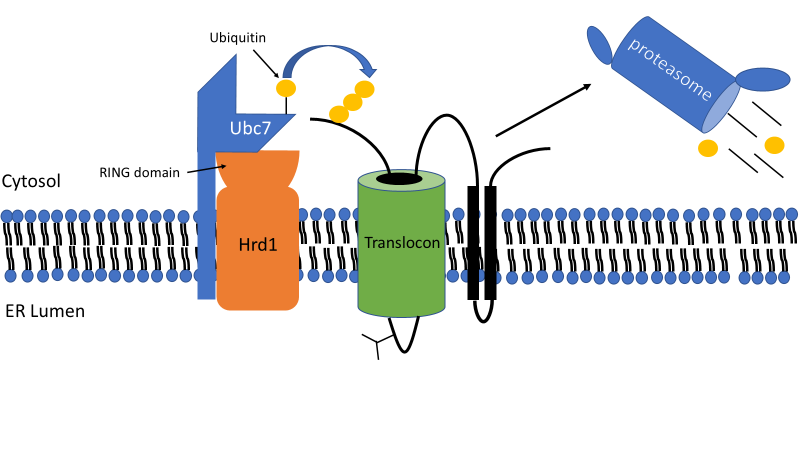 Ubiquitin
proteasome
Ubc7
RING domain
Cytosol
Hrd1
Translocon
ER Lumen